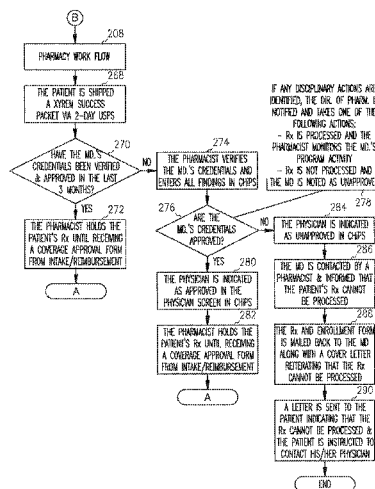 B
208
PHARMACY WORK FLOW
268
THE PATIENT IS SHIPPED
A XYREM SUCCESS
PACKET VIA 2-DAY USPS
270
HAVE THE MD.'S
CREDENTIALS BEEN VERIFIED
& APPROVED IN THE LAST
3 MONTHS?
NO
YES
272
THE PHARMACIST HOLDS THE
PATIENT'S Rx UNTIL RECEIVING
A COVERAGE APPROVAL FORM
FROM INTAKE/REIMBURSEMENT
A
274
THE PHARMACIST VERIFIES
THE MD.'S CREDENTIALS AND
ENTERS ALL FINDINGS IN CHIPS
276
ARE THE
MD.'S CREDENTIALS
APPROVED?
NO
YES
280
THE PHYSICIAN IS INDICATED
AS APPROVED IN THE
PHYSICIAN SCREEN IN CHIPS
282
THE PHARMACIST HOLDS THE
PATIENT'S Rx UNTIL RECEIVING
A COVERAGE APPROVAL FORM
FROM INTAKE/REIMBURSEMENT
A
IF ANY DISCIPLINARY ACTIONS ARE
IDENTIFIED, THE DIR. OF PHARM.
NOTIFIED AND TAKES ONE OF THE
FOLLOWING ACTIONS:
- Rx IS PROCESSED AND THE
PHARMACIST MONITORS THE MD.'S
PROGRAM ACTIVITY
- Rx IS NOT PROCESSED AND
THE MD IS NOTED AS UNAPPROVED
278
284
THE PHYSICIAN IS INDICATED
AS UNAPPROVED IN CHIPS
286
THE MD IS CONTACTED BY A
PHARMACIST & INFORMED THAT
THE PATIENT'S Rx CANNOT
BE PROCESSED
288
THE Rx AND ENROLLMENT FORM
IS MAILED BACK TO THE MD
ALONG WITH A COVER LETTER
REITERATING THAT THE Rx
CANNOT BE PROCESSED
290
A LETTER IS SENT TO THE
PATIENT INDICATING THAT THE
Rx CANNOT BE PROCESSED &
THE PATIENT IS INSTRUCTED TO
CONTACT HIS/HER PHYSICIAN
END